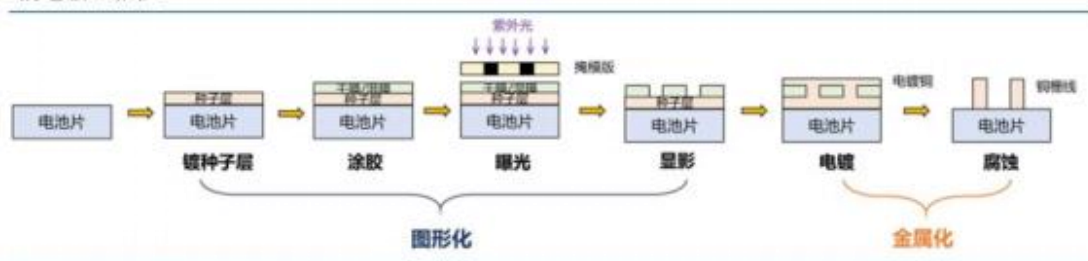 紫外光
掩模版
电镀铜
铜栅线
干膜/湿膜
干膜/湿膜
种子层
种子层
种子层
种子层
电池片
电池片
电池片
电池片
电池片
电池片
电池片
镀种子层
涂胶
曝光
显影
电镀
腐蚀
图形化
金属化